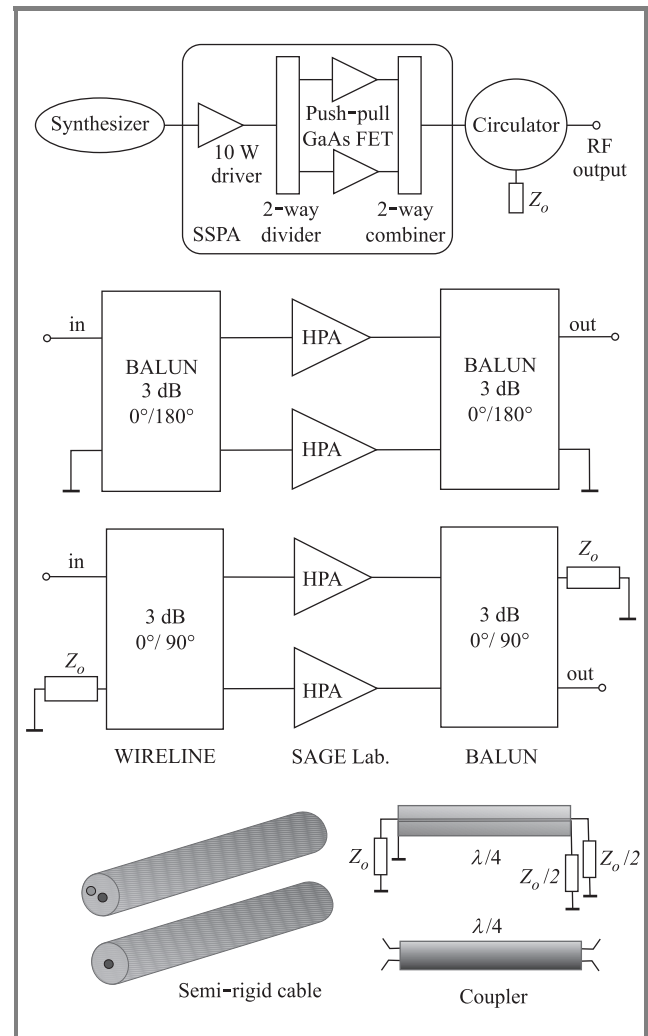 Synthesizer
10 W
driver
SSPA
2-way
divider
Push-pull
GaAs FET
2-way
combiner
Circulator
Zo
RF
output
in
BALUN
3 dB
0°/180°
HPA
HPA
BALUN
3 dB
0°/180°
out
in
Zo
3 dB
0°/ 90°
HPA
HPA
3 dB
0°/ 90°
Zo
out
WIRELINE
SAGE Lab.
BALUN
Zo
λ/4
Zo/2
Zo/2
λ/4
Semi-rigid cable
Coupler